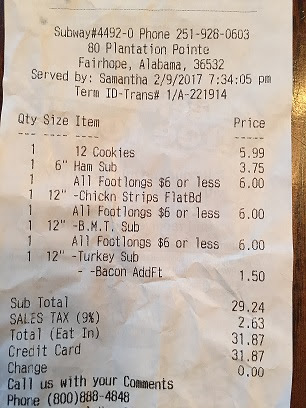 Subway#4492-0 Phone 251-928-0603
80 Plantation Pointe
Fairhope, Alabama, 36532
Served by: Samantha 2/9/2017 7:34:05 pm
Term ID-Trans# 1/A-221914
Qty Size Item Price
--- ---- ---- -----
1 12 Cookies 5.99
1 6" Ham Sub 3.75
1 All Footlongs $6 or less 6.00
1 12" -Chickn Strips FlatBd
1 All Footlongs $6 or less 6.00
1 12" -B.M.T. Sub
1 All Footlongs $6 or less 6.00
1 12" -Turkey Sub
- -Bacon AddFt 1.50
Sub Total 29.24
SALES TAX (9%) 2.63
Total (Eat In) 31.87
Credit Card 31.87
Change 0.00
Call us with your Comments
Phone (800)888-4848